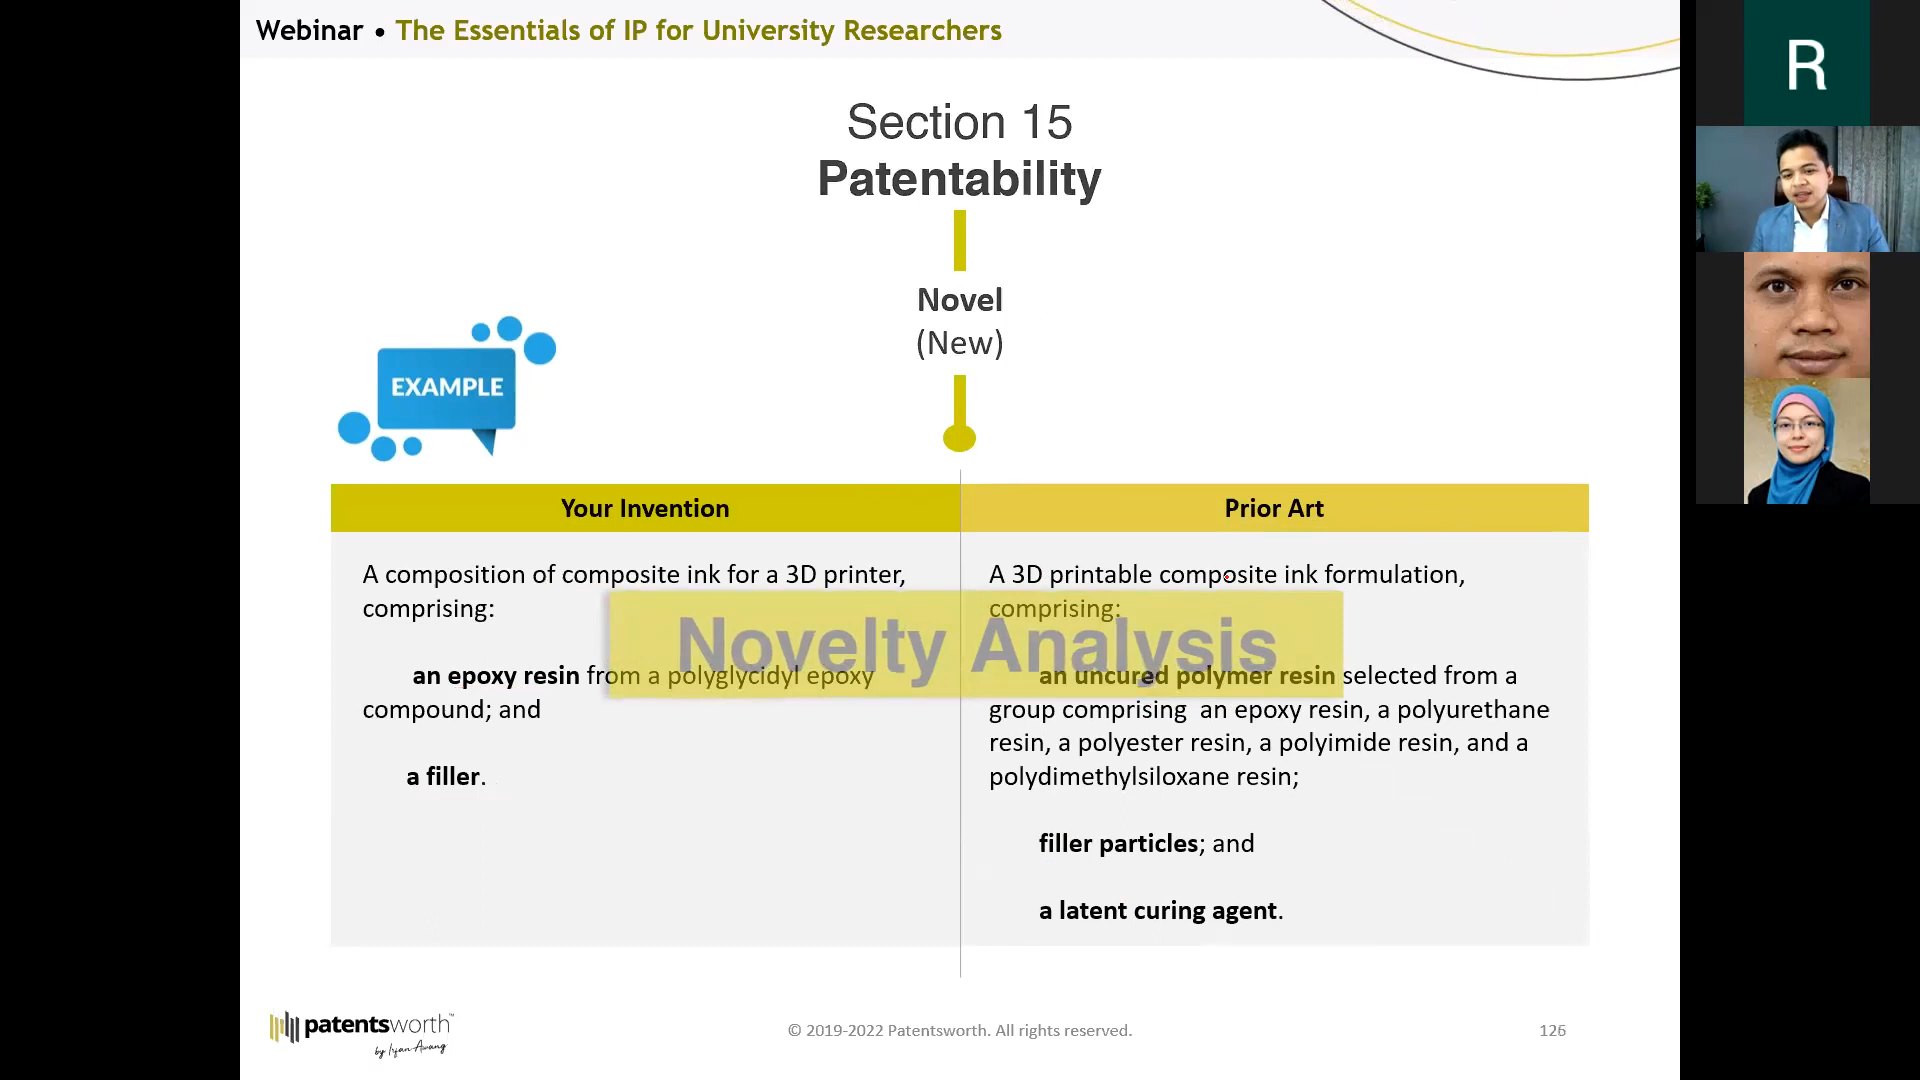 Webinar • The Essentials of IP for University Researchers
R
Section 15
Patentability
Novel
(New)
EXAMPLE
Your Invention
Prior Art
A composition of composite ink for a 3D printer,
comprising:
an epoxy resin from a polyglycidyl epoxy
compound; and
a filler.
A 3D printable composite ink formulation,
comprising:
an uncured polymer resin selected from a
group comprising an epoxy resin, a polyurethane
resin, a polyester resin, a polyimide resin, and a
polydimethylsiloxane resin;
filler particles; and
a latent curing agent.
Novelty Analysis
patentsworth™
by Irfan Awang
© 2019-2022 Patentsworth. All rights reserved.
126